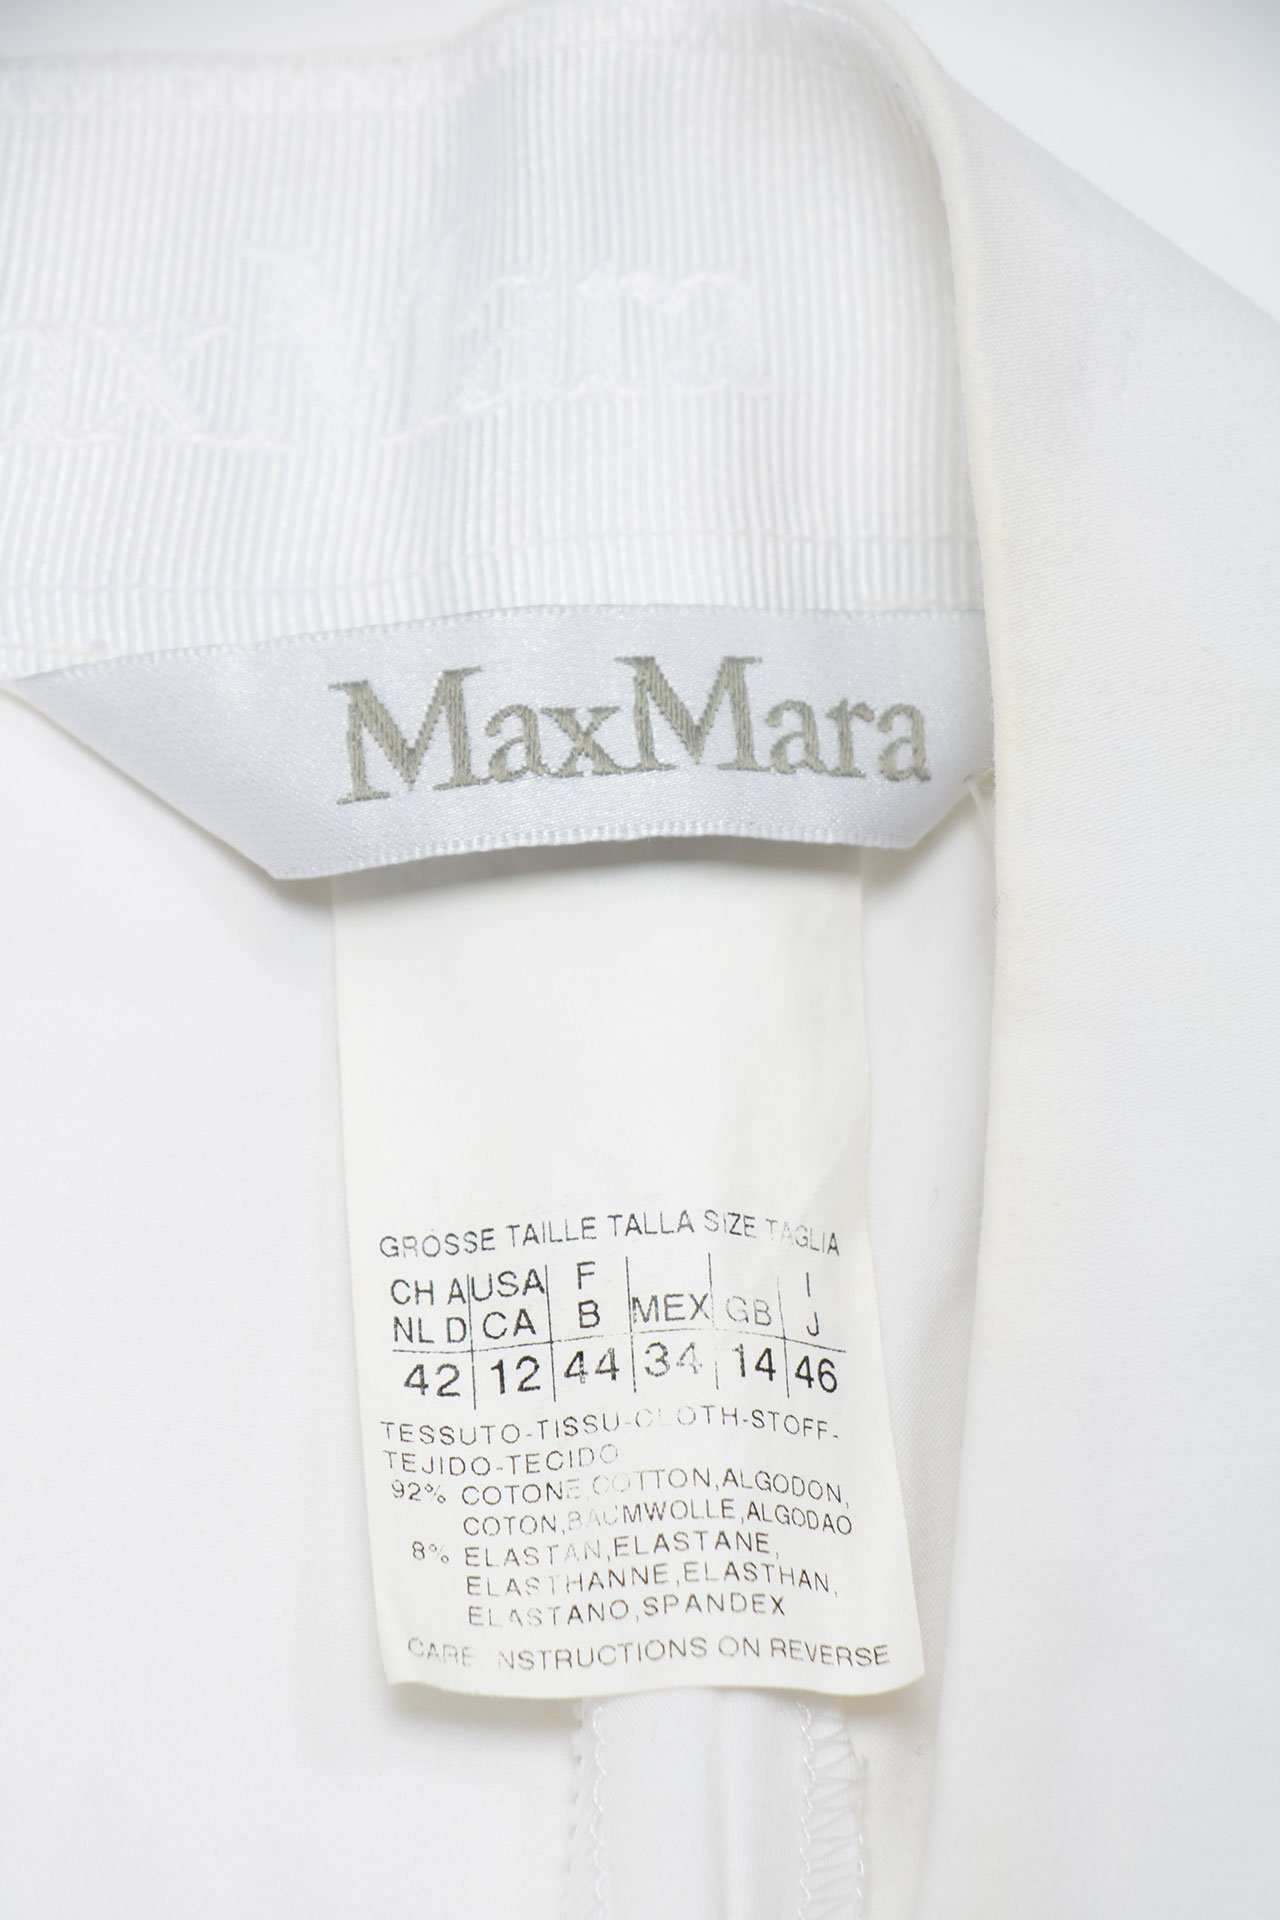 axMara
MaxMara
GRÖSSE TAILLE TALLA SIZE TAGLIA
CH A USA F MEX GB I
NL D CA B J
42 12 44 34 14 46
TESSUTO-TISSU-CLOTH-STOFF-
TEJIDO-TECIDO
92% COTONE,COTTON,ALGODON,
COTON,BAUMWOLLE,ALGODAO
8% ELASTAN,ELASTANE,
ELASTHANNE,ELASTHAN,
ELASTANO,SPANDEX
CARE INSTRUCTIONS ON REVERSE